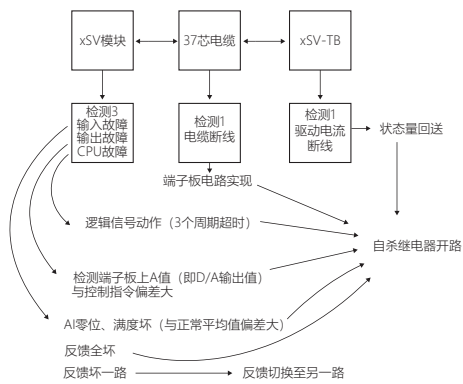 xSV模块
37芯电缆
xSV-TB
检测3
输入故障
输出故障
CPU故障
检测1
电缆断线
检测1
驱动电流
断线
状态量回送
端子板电路实现
逻辑信号动作（3个周期超时）
自杀继电器开路
检测端子板上A值（即D/A输出值）
与控制指令偏差大
AI零位、满度坏（与正常平均值偏差大）
反馈全坏
反馈坏一路
反馈切换至另一路